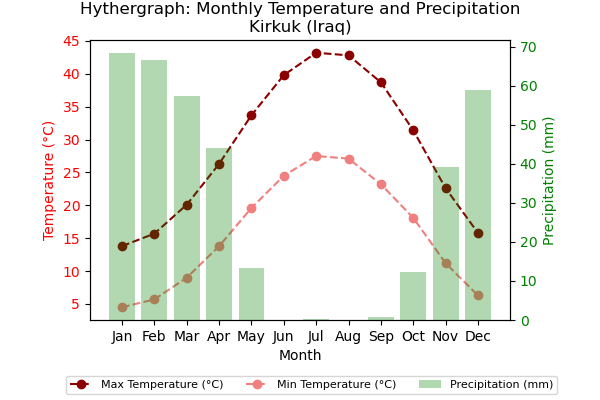 Hythergraph: Monthly Temperature and Precipitation
Kirkuk (Iraq)
45
40
35
30
25
20
15
10
5
Temperature (°C)
70
60
50
40
30
20
10
0
Precipitation (mm)
Jan Feb Mar Apr May Jun Jul Aug Sep Oct Nov Dec
Month
Max Temperature (°C) Min Temperature (°C) Precipitation (mm)